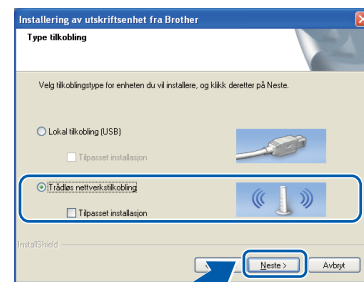 Installering av utskriftsenhet fra Brother
Type tilkobling
Velg tilkoblingstype for enheten du vil installere, og klikk deretter på Neste.
Lokal tilkobling (USB)
Tilpasset installasjon
Trådløs nettverkstilkobling
Tilpasset installasjon
InstallShield
Neste > Avbryt